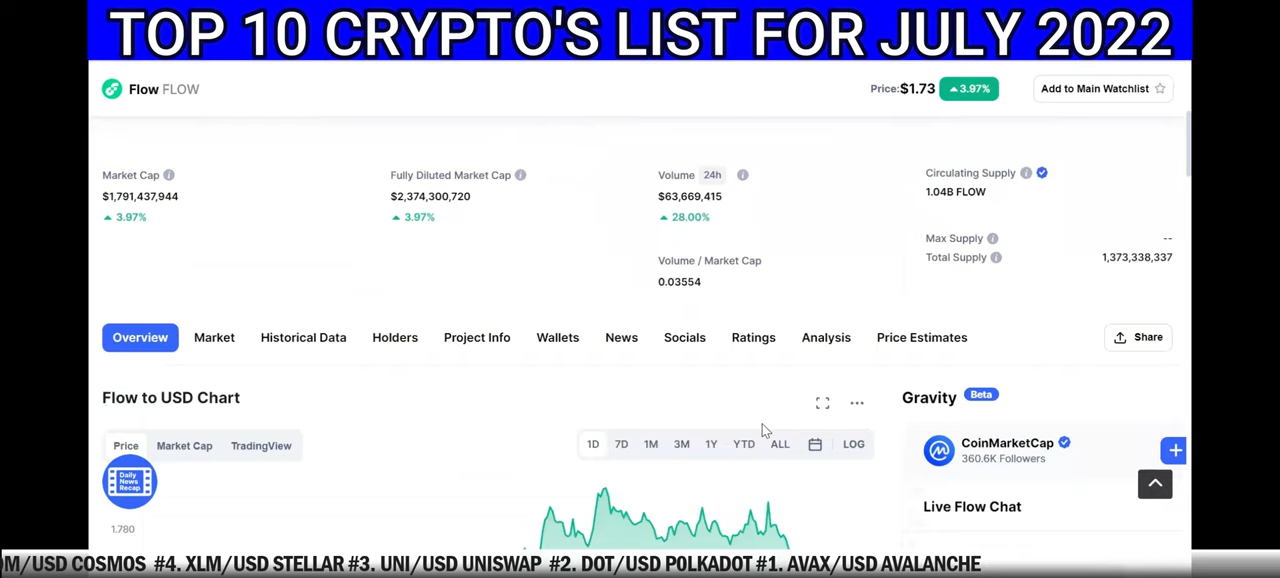 TOP 10 CRYPTO'S LIST FOR JULY 2022
Flow FLOW
Price:$1.73 3.97%
Add to Main Watchlist
Market Cap
$1,791,437,944
3.97%
Fully Diluted Market Cap
$2,374,300,720
3.97%
Volume 24h
$63,669,415
28.00%
Volume / Market Cap
0.03554
Circulating Supply
1.04B FLOW
Max Supply --
Total Supply 1,373,338,337
Overview Market Historical Data Holders Project Info Wallets News Socials Ratings Analysis Price Estimates Share
Flow to USD Chart
Price Market Cap TradingView
1D 7D 1M 3M 1Y YTD ALL LOG
1.780
Daily
News
Recap
Gravity Beta
CoinMarketCap
360.6K Followers
Live Flow Chat
OM/USD COSMOS #4. XLM/USD STELLAR #3. UNI/USD UNISWAP #2. DOT/USD POLKADOT #1. AVAX/USD AVALANCHE